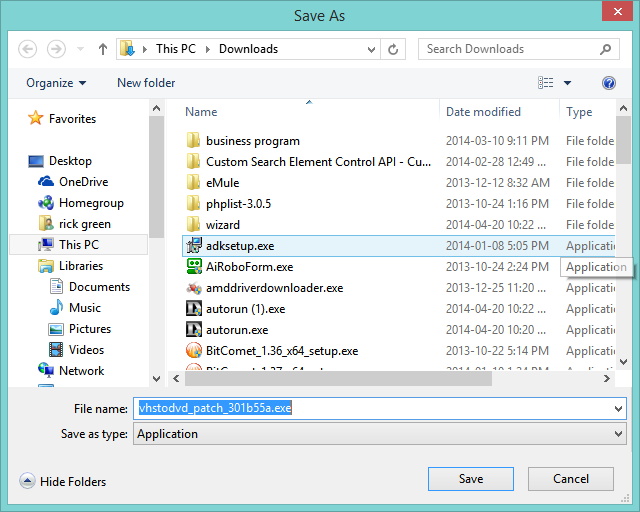 Save As
This PC
Downloads
Search Downloads
Organize
New folder
Name
Date modified
Type
Favorites
Desktop
OneDrive
Homegroup
rick green
This PC
Libraries
Documents
Music
Pictures
Videos
Network
business program 2014-03-10 9:11 PM File folde
Custom Search Element Control API - Cu... 2014-02-28 12:49 ... File folde
eMule 2013-12-12 8:32 AM File folde
phplist-3.0.5 2013-10-24 1:16 PM File folde
wizard 2014-04-20 10:22 ... File folde
adksetup.exe 2014-01-08 5:05 PM Applicatio
AiRoboForm.exe 2013-10-24 2:24 PM Application
amddriverdownloader.exe 2013-12-25 11:20 ... Applicatio
autorun (1).exe 2014-04-20 10:22 ... Applicatio
autorun.exe 2014-04-20 10:20 ... Applicatio
BitComet_1.36_x64_setup.exe 2013-10-22 5:14 PM Applicatio
File name: vhstodvd_patch_301b55a.exe
Save as type: Application
Hide Folders
Save
Cancel